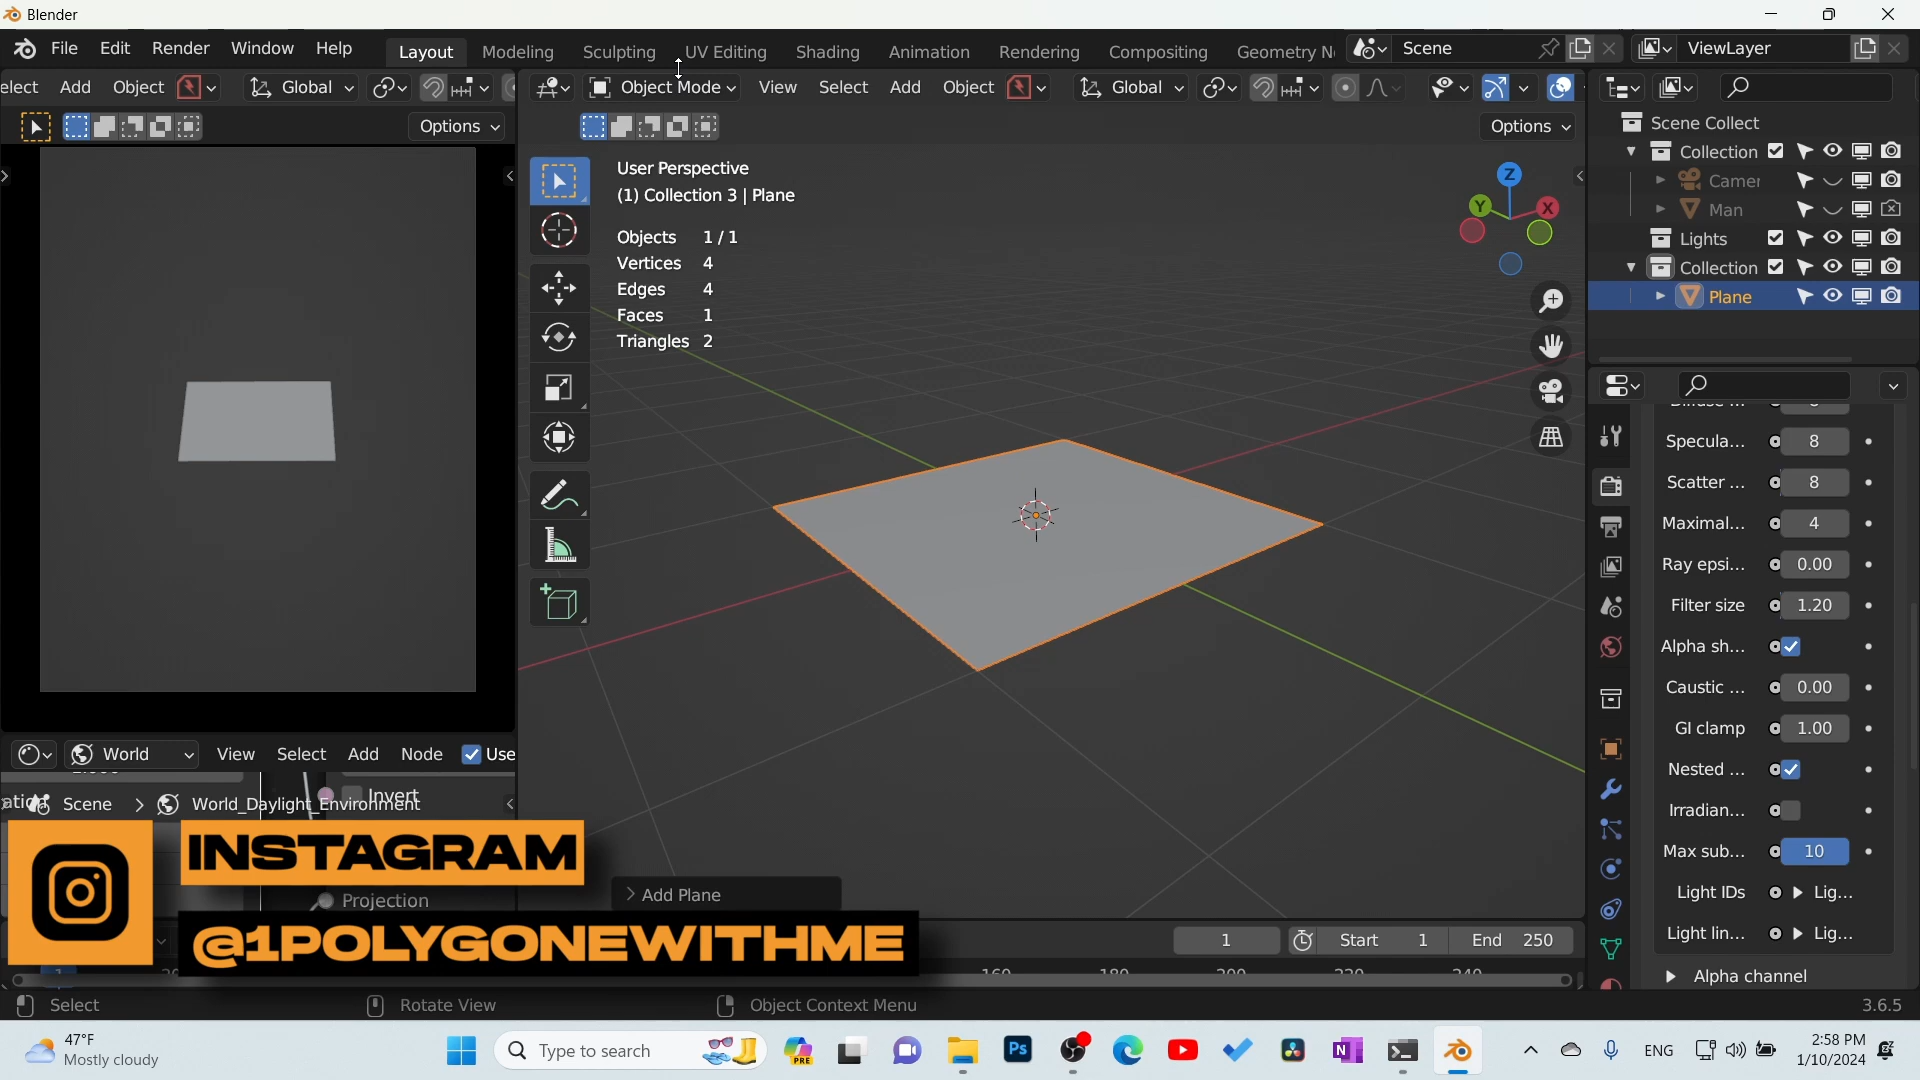 Blender
File Edit Render Window Help Layout Modeling Sculpting UV Editing Shading Animation Rendering Compositing Geometry N Scene ViewLayer
elect Add Object Global Options
Object Mode View Select Add Object Global Options
User Perspective
(1) Collection 3 | Plane
Objects 1/1
Vertices 4
Edges 4
Faces 1
Triangles 2
Z
Y
X
Scene Collect
Collection
Camer
Man
Lights
Collection
Plane
Specula... 8
Scatter ... 8
Maximal... 4
Ray epsi... 0.00
Filter size 1.20
Alpha sh...
Caustic ... 0.00
GI clamp 1.00
Nested ...
Irradian...
Max sub... 10
Light IDs Lig...
Light lin... Lig...
Alpha channel
World View Select Add Node Use
Invert
Scene World_Daylight_Environment
Projection
INSTAGRAM
@1POLYGONEWITHME
Add Plane
1 Start 1 End 250
160 180 200 220 240
Select Rotate View Object Context Menu 3.6.5
47°F
Mostly cloudy
Type to search
PRE
Ps
N
ENG
2:58 PM
1/10/2024